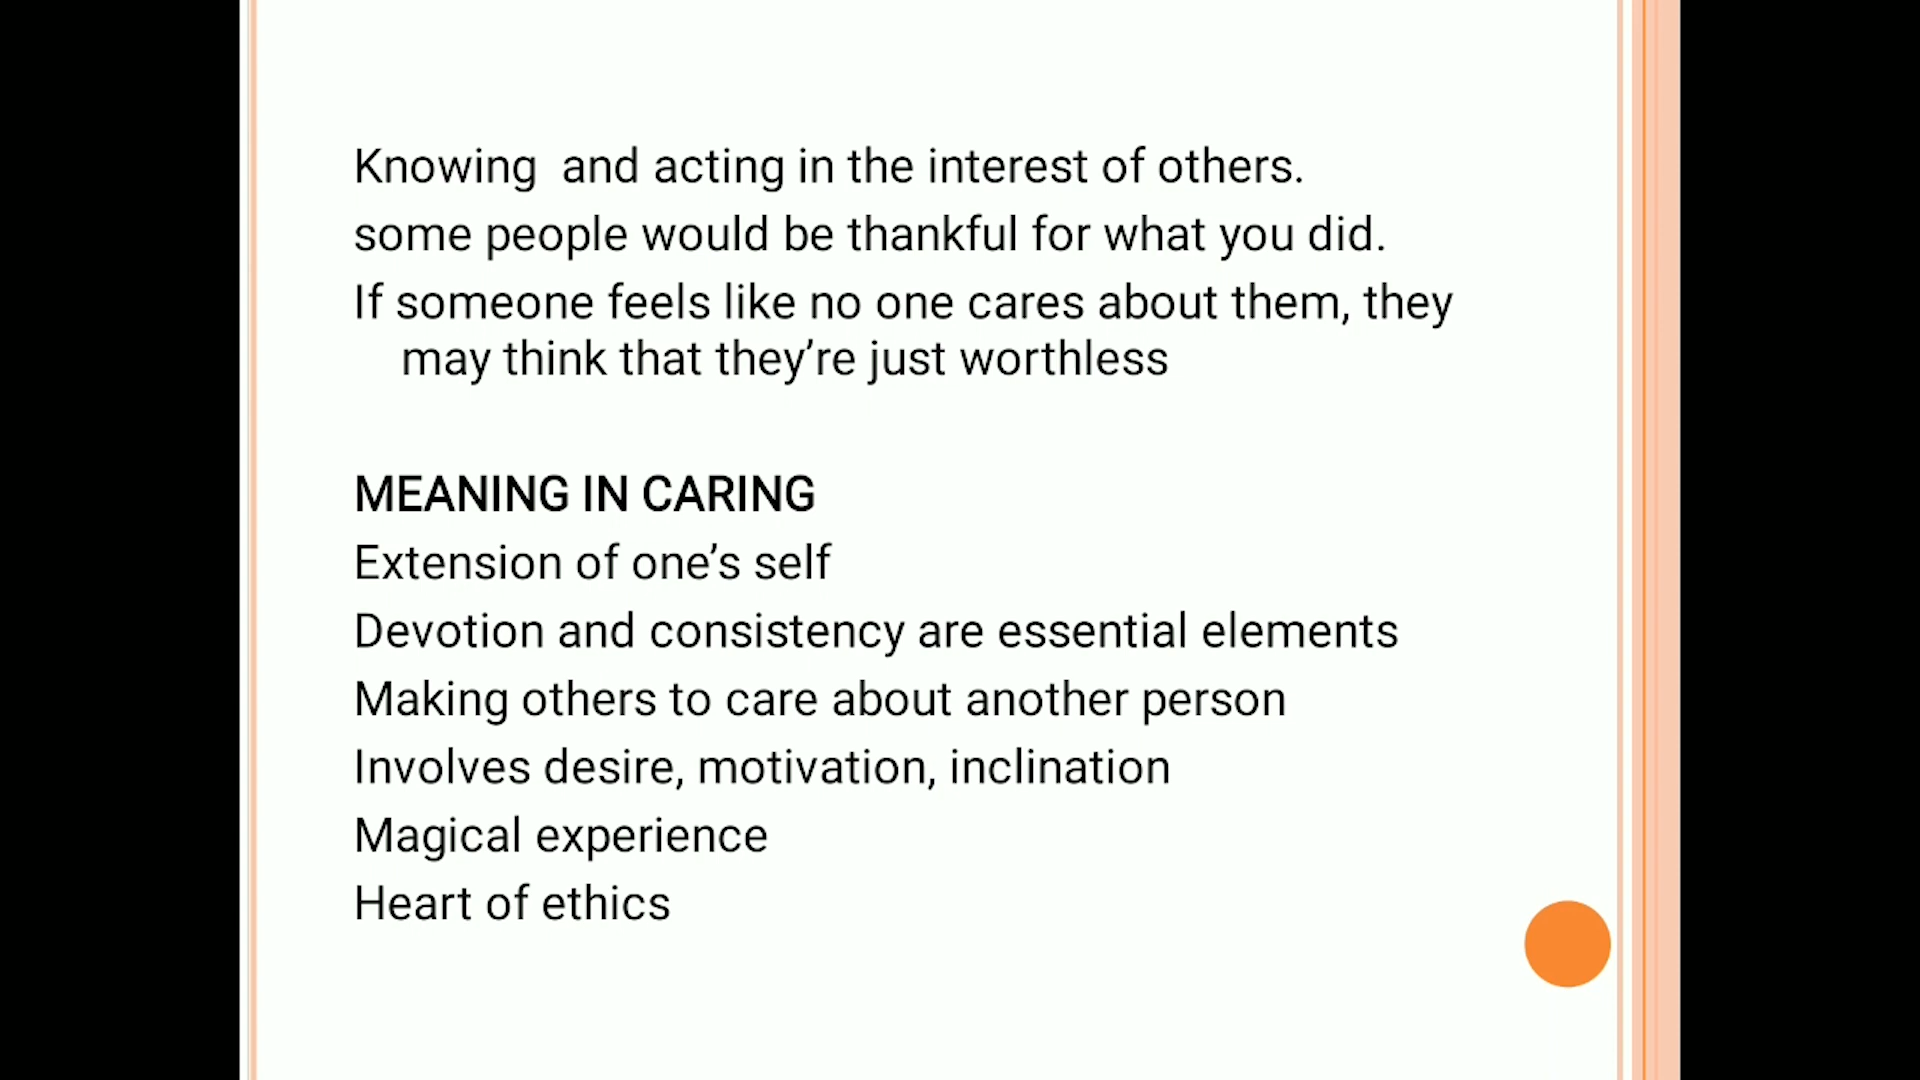 Knowing  and acting in the interest of others.
some people would be thankful for what you did.
If someone feels like no one cares about them, they
may think that they’re just worthless
MEANING IN CARING
Extension of one’s self
Devotion and consistency are essential elements
Making others to care about another person
Involves desire, motivation, inclination
Magical experience
Heart of ethics